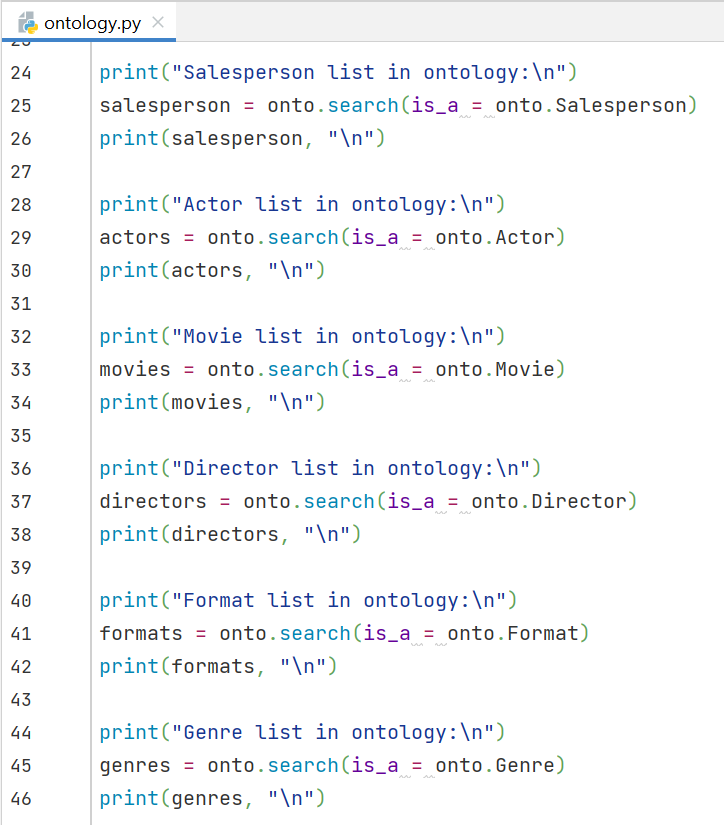 ontology.py
24 print("Salesperson list in ontology:\n")
25 salesperson = onto.search(is_a = onto.Salesperson)
26 print(salesperson, "\n")
27
28 print("Actor list in ontology:\n")
29 actors = onto.search(is_a = onto.Actor)
30 print(actors, "\n")
31
32 print("Movie list in ontology:\n")
33 movies = onto.search(is_a = onto.Movie)
34 print(movies, "\n")
35
36 print("Director list in ontology:\n")
37 directors = onto.search(is_a = onto.Director)
38 print(directors, "\n")
39
40 print("Format list in ontology:\n")
41 formats = onto.search(is_a = onto.Format)
42 print(formats, "\n")
43
44 print("Genre list in ontology:\n")
45 genres = onto.search(is_a = onto.Genre)
46 print(genres, "\n")